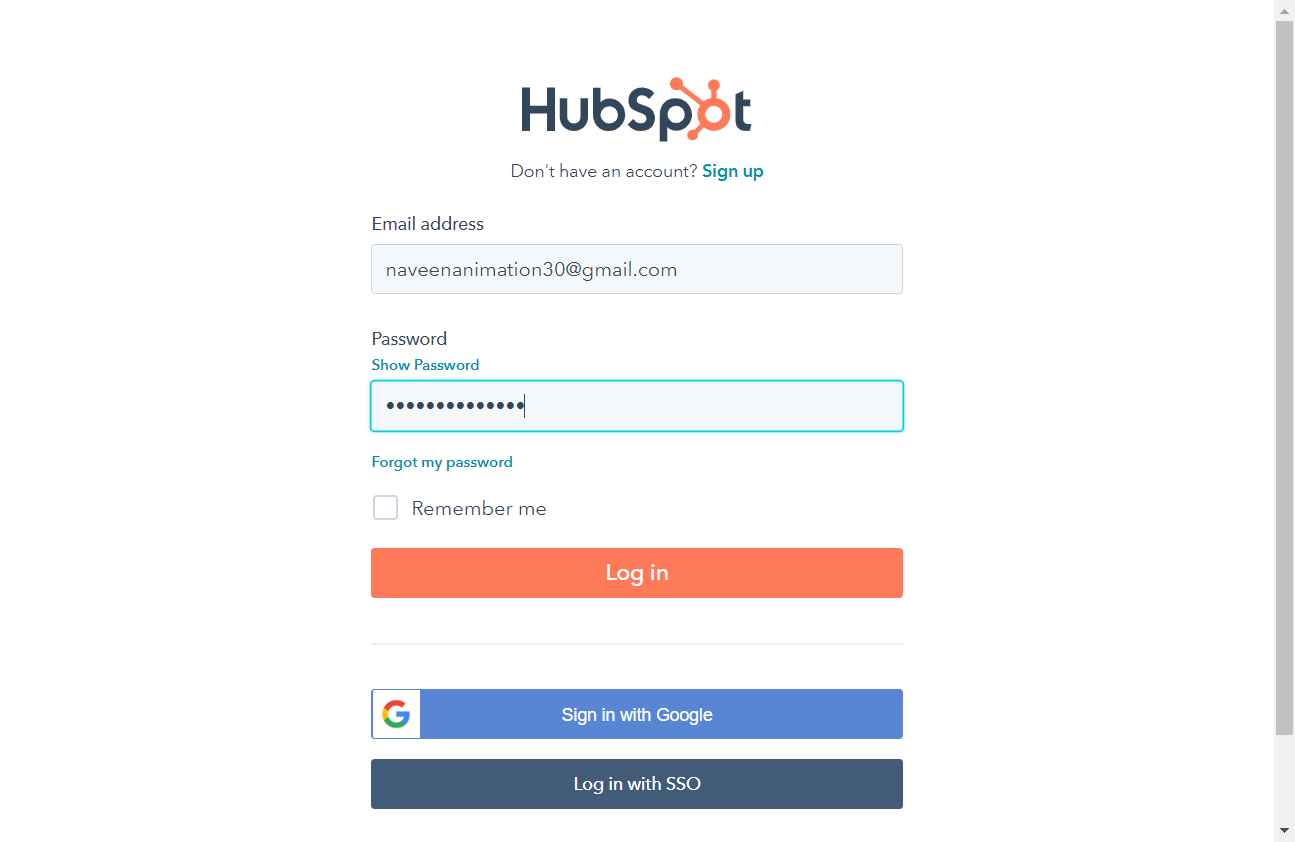 HubSpot
Don't have an account? Sign up
Email address
naveenanimation30@gmail.com
Password
Show Password
••••••••••••••
Forgot my password
Remember me
Log in
Sign in with Google
Log in with SSO